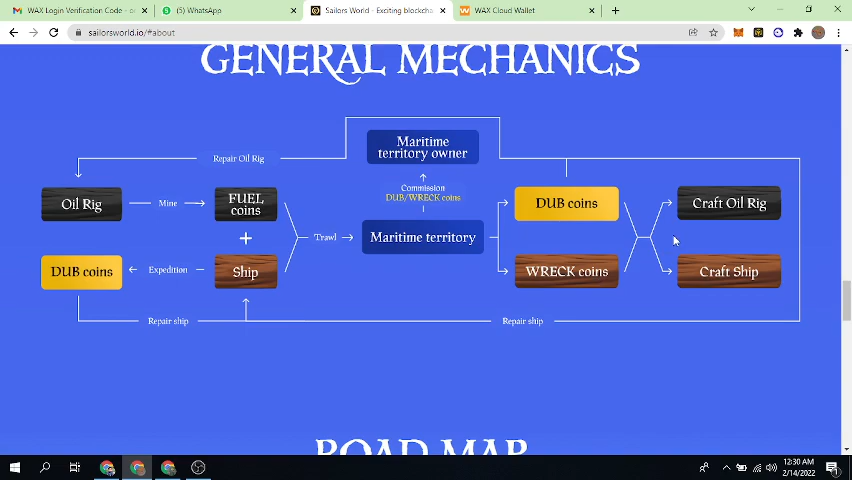 WAX Login Verification Code - 
(5) WhatsApp
Sailors World - Exciting blockcha
WAX Cloud Wallet
sailorsworld.io/#about
GENERAL MECHANICS
Maritime
territory owner
Repair Oil Rig
Commission
DUB/WRECK coins
Oil Rig
Mine
FUEL
coins
+
Trawl
Maritime territory
DUB coins
Craft Oil Rig
DUB coins
Expedition
Ship
WRECK coins
Craft Ship
Repair ship
Repair ship
ROAD MAP
12:30 AM
2/14/2022